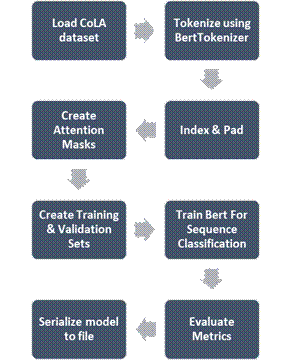 Load CoLA
dataset
Tokenize using
BertTokenizer
Index & Pad
Create
Attention
Masks
Create Training
& Validation
Sets
Train Bert For
Sequence
Classification
Evaluate
Metrics
Serialize model
to file